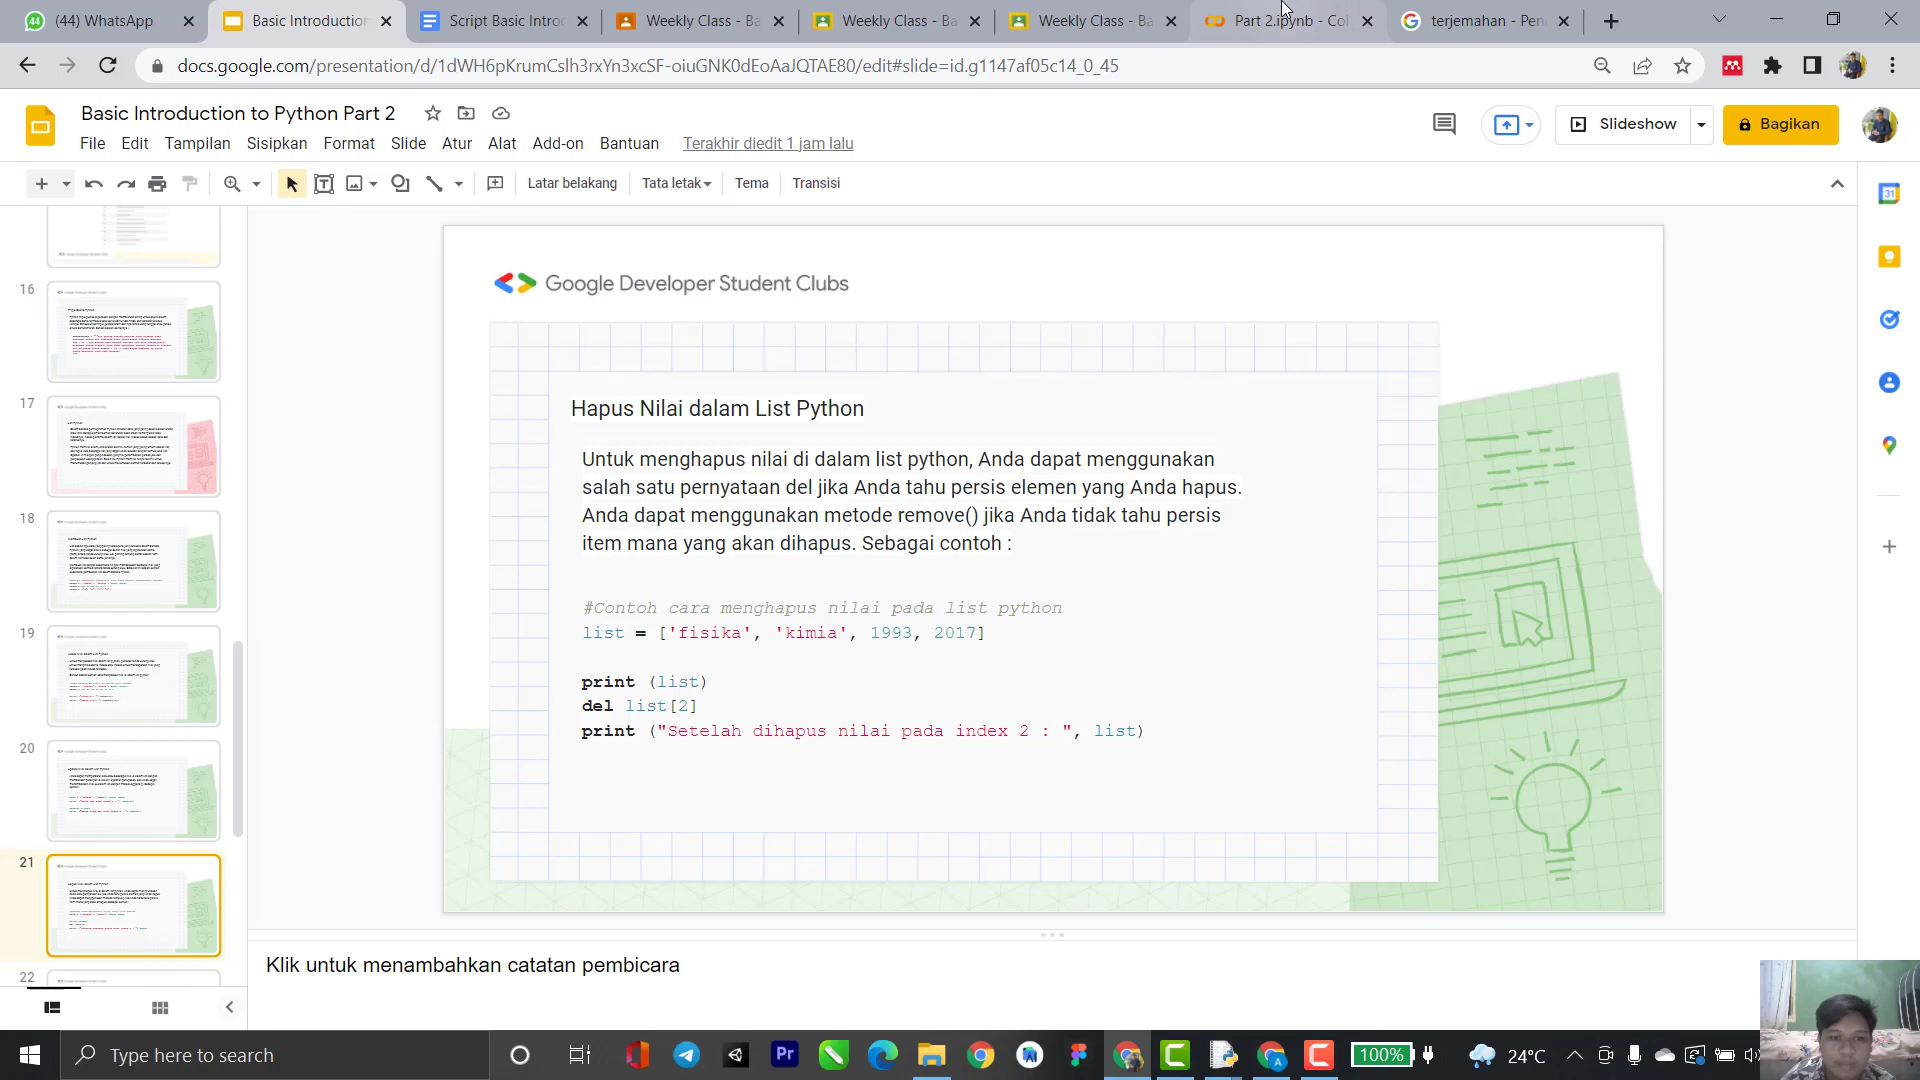 (44) WhatsApp
Basic Introduction
Script Basic Intro
Weekly Class - Ba
Weekly Class - Ba
Weekly Class - Ba
Part 2.ipynb - Col
terjemahan - Pen
docs.google.com/presentation/d/1dWH6pKrumCslh3rxYn3xcSF-oiuGNK0dEoAaJQTAE80/edit#slide=id.g1147af05c14_0_45
Basic Introduction to Python Part 2
Slideshow
Bagikan
File Edit Tampilan Sisipkan Format Slide Atur Alat Add-on Bantuan Terakhir diedit 1 jam lalu
Latar belakang Tata letak Tema Transisi
16
17
18
19
20
21
22
Google Developer Student Clubs
Hapus Nilai dalam List Python
Untuk menghapus nilai di dalam list python, Anda dapat menggunakan
salah satu pernyataan del jika Anda tahu persis elemen yang Anda hapus.
Anda dapat menggunakan metode remove() jika Anda tidak tahu persis
item mana yang akan dihapus. Sebagai contoh :
#Contoh cara menghapus nilai pada list python
list = ['fisika', 'kimia', 1993, 2017]
print (list)
del list[2]
print ("Setelah dihapus nilai pada index 2 : ", list)
Klik untuk menambahkan catatan pembicara
Type here to search
100%
24°C